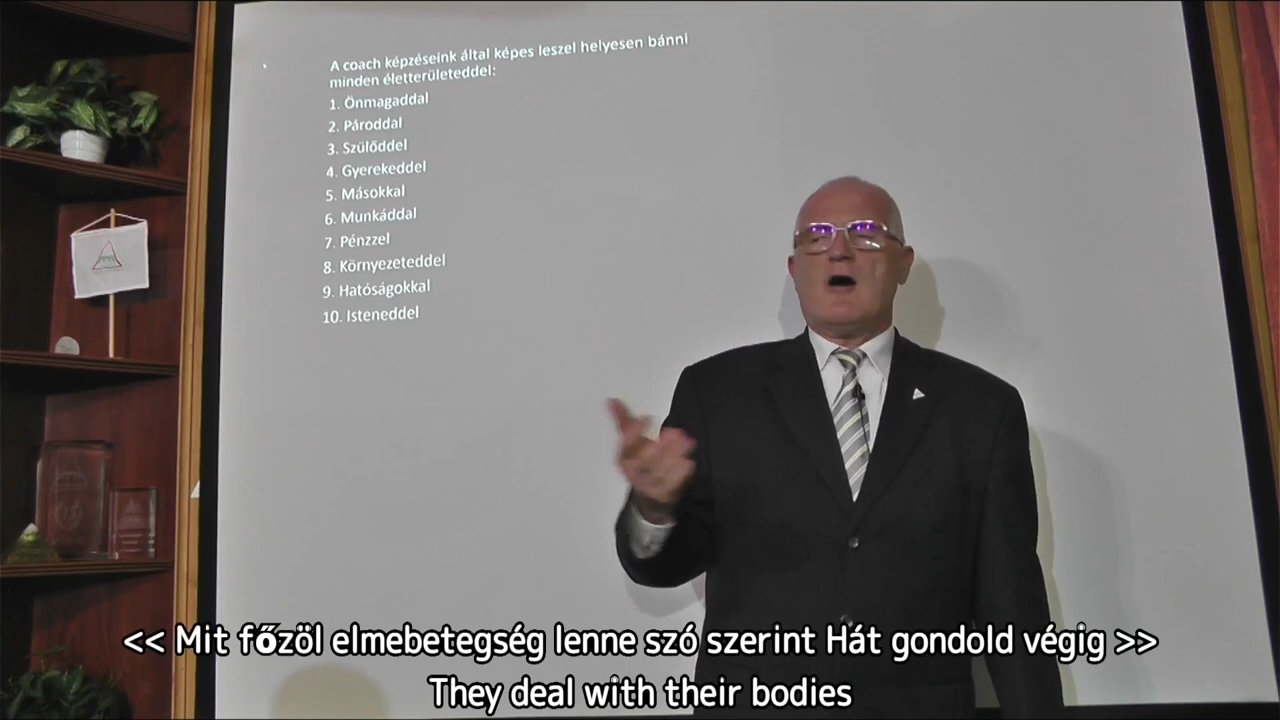 A coach képzéseink által képes leszel helyesen bánni
minden életterületeddel:
1. Önmagaddal
2. Pároddal
3. Szülőddel
4. Gyerekeddel
5. Másokkal
6. Munkáddal
7. Pénzzel
8. Környezeteddel
9. Hatóságokkal
10. Isteneddel
<< Mit főzöl elmebetegség lenne szó szerint Hát gondold végig >>
They deal with their bodies